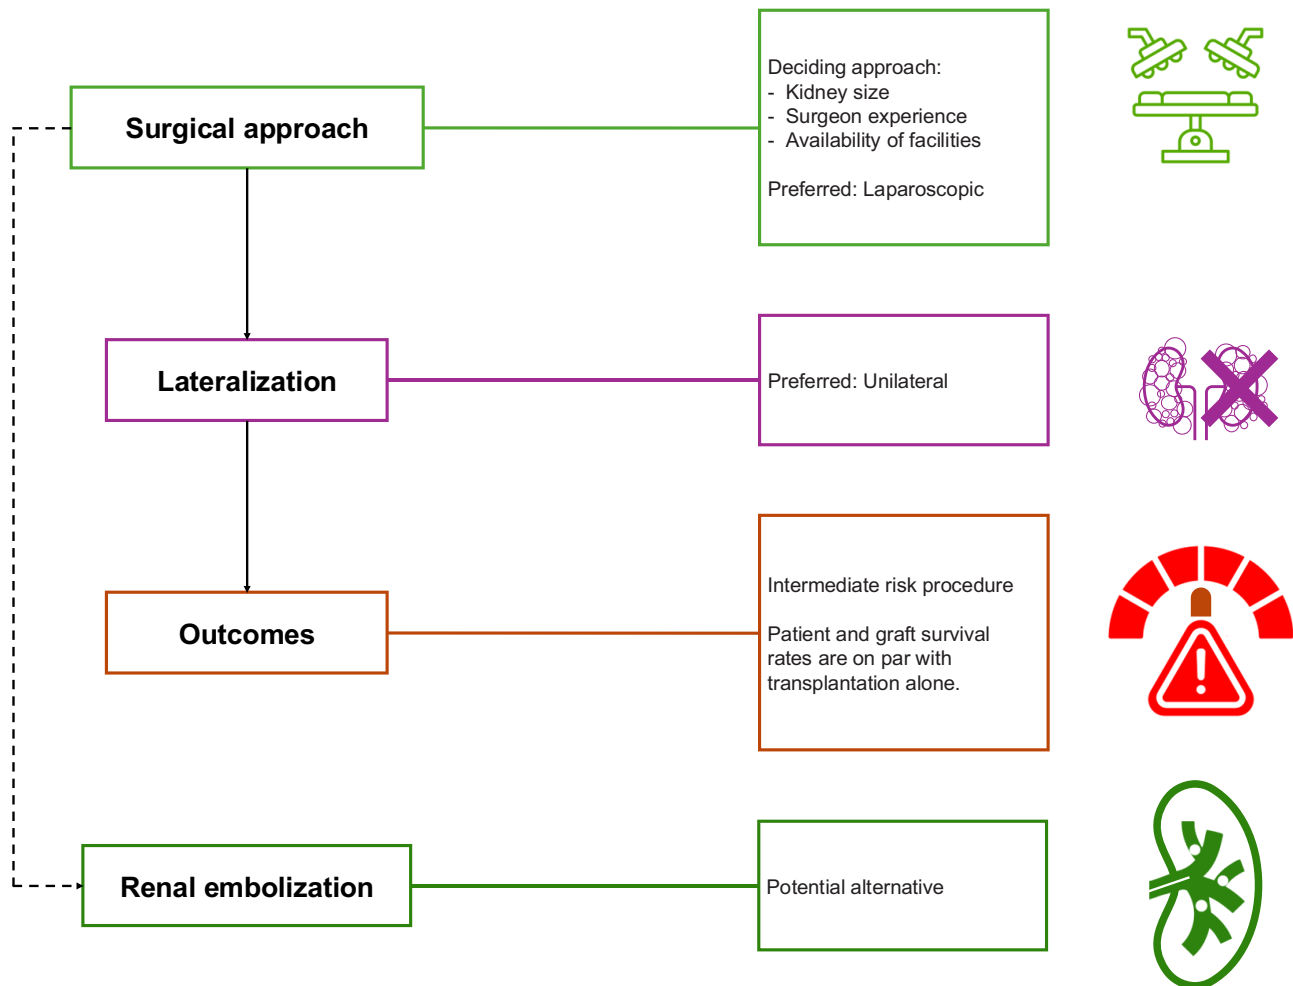 Surgical approach
Deciding approach:
- Kidney size
- Surgeon experience
- Availability of facilities
Preferred: Laparoscopic
Lateralization
Preferred: Unilateral
Outcomes
Intermediate risk procedure
Patient and graft survival
rates are on par with
transplantation alone.
Renal embolization
Potential alternative